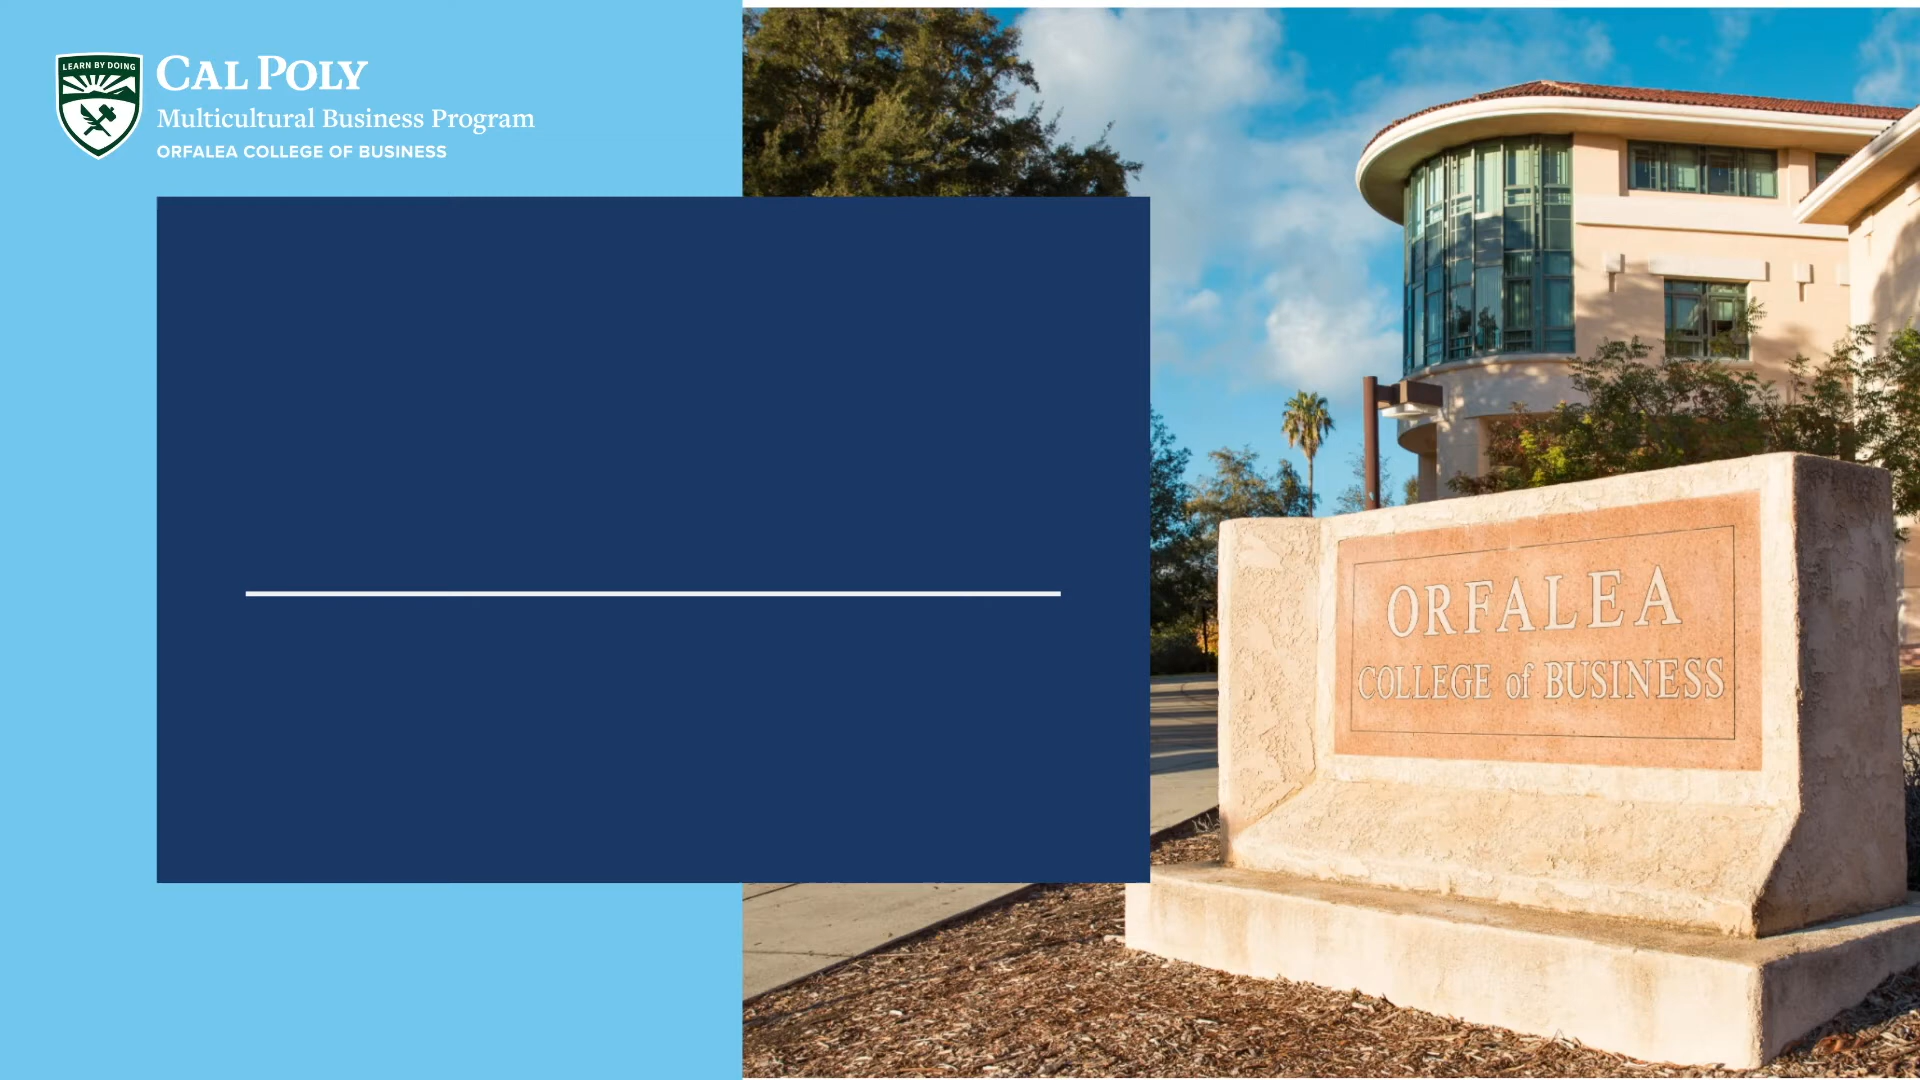 LEARN BY DOING
CAL POLY
Multicultural Business Program
ORFALEA COLLEGE OF BUSINESS
ORFALEA
COLLEGE of BUSINESS